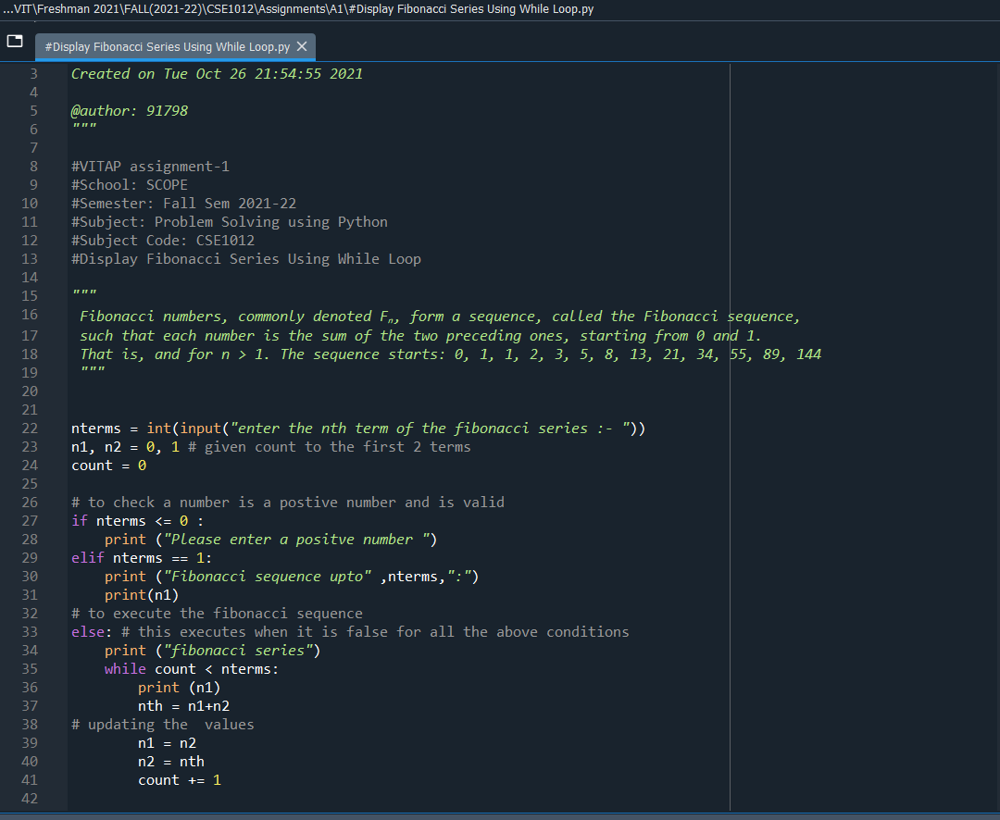 ...VIT\Freshman 2021\FALL(2021-22)\CSE1012\Assignments\A1\#Display Fibonacci Series Using While Loop.py
#Display Fibonacci Series Using While Loop.py
3 Created on Tue Oct 26 21:54:55 2021
4
5 @author: 91798
6 """
7
8 #VITAP assignment-1
9 #School: SCOPE
10 #Semester: Fall Sem 2021-22
11 #Subject: Problem Solving using Python
12 #Subject Code: CSE1012
13 #Display Fibonacci Series Using While Loop
14
15 """
16  Fibonacci numbers, commonly denoted Fₙ, form a sequence, called the Fibonacci sequence,
17  such that each number is the sum of the two preceding ones, starting from 0 and 1.
18  That is, and for n > 1. The sequence starts: 0, 1, 1, 2, 3, 5, 8, 13, 21, 34, 55, 89, 144
19  """
20
21
22 nterms = int(input("enter the nth term of the fibonacci series :- "))
23 n1, n2 = 0, 1 # given count to the first 2 terms
24 count = 0
25
26 # to check a number is a postive number and is valid
27 if nterms <= 0 :
28     print ("Please enter a positve number ")
29 elif nterms == 1:
30     print ("Fibonacci sequence upto" ,nterms,":")
31     print(n1)
32 # to execute the fibonacci sequence
33 else: # this executes when it is false for all the above conditions
34     print ("fibonacci series")
35     while count < nterms:
36         print (n1)
37         nth = n1+n2
38 # updating the  values
39         n1 = n2
40         n2 = nth
41         count += 1
42